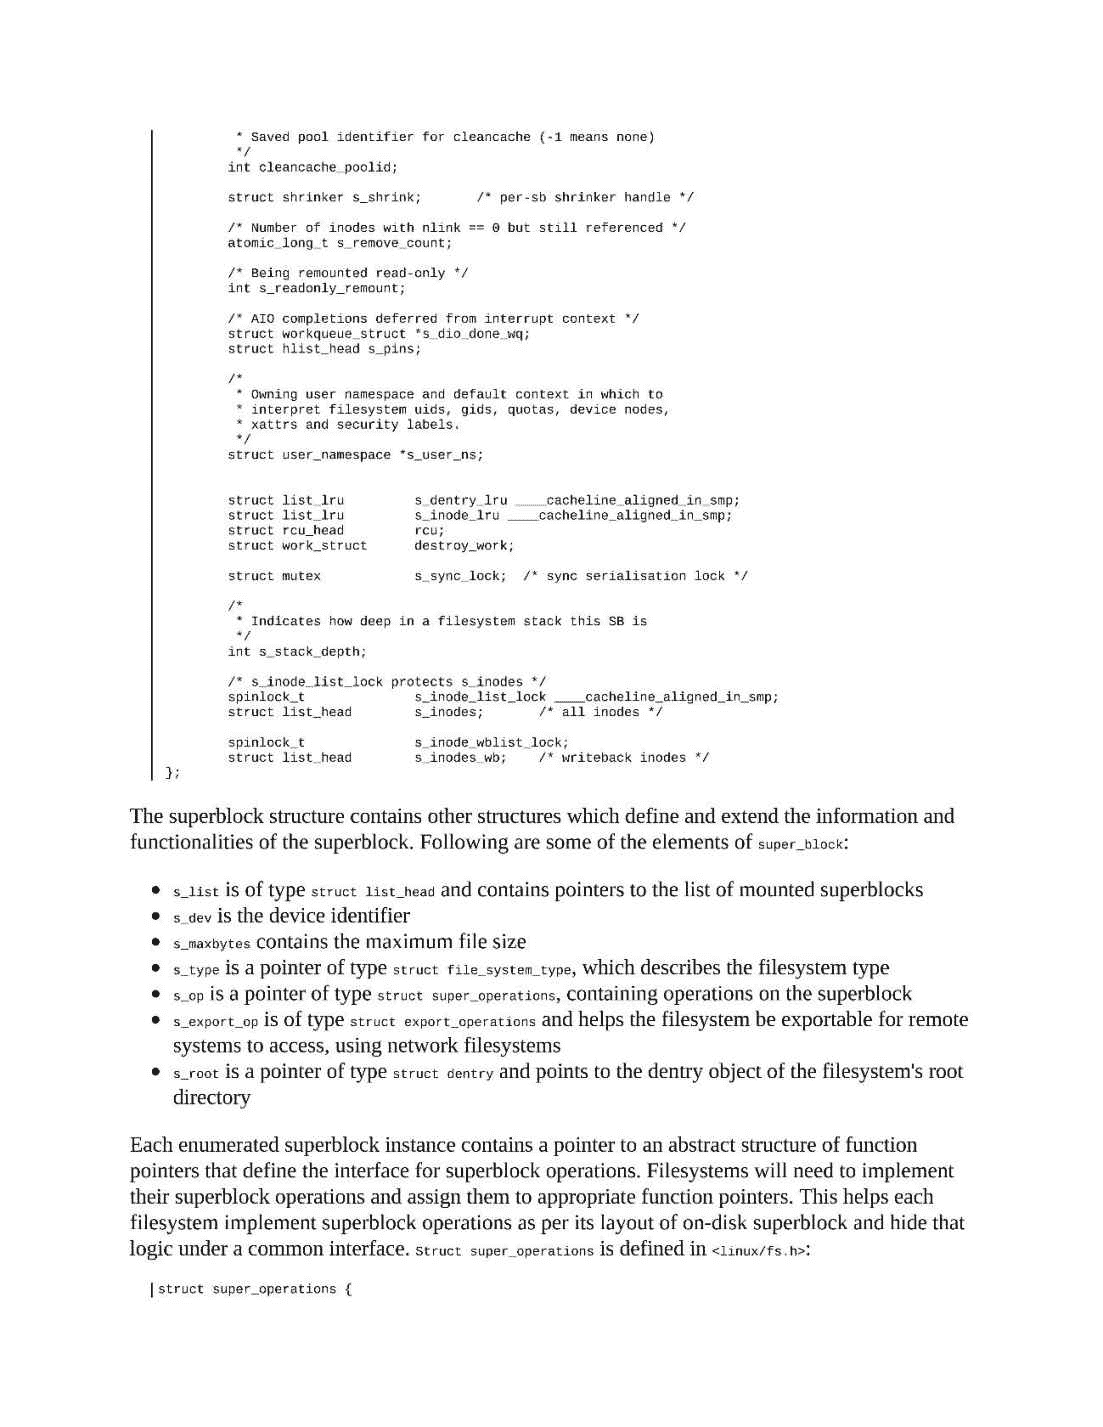 * Saved pool identifier for cleancache (-1 means none)
*/
int cleancache_poolid;
struct shrinker s_shrink; /* per-sb shrinker handle */
/* Number of inodes with nlink == 0 but still referenced */
atomic_long_t s_remove_count;
/* Being remounted read-only */
int s_readonly_remount;
/* AIO completions deferred from interrupt context */
struct workqueue_struct *s_dio_done_wq;
struct hlist_head s_pins;
/*
* Owning user namespace and default context in which to
* interpret filesystem uids, gids, quotas, device nodes,
* xattrs and security labels.
*/
struct user_namespace *s_user_ns;
struct list_lru s_dentry_lru ____cacheline_aligned_in_smp;
struct list_lru s_inode_lru ____cacheline_aligned_in_smp;
struct rcu_head rcu;
struct work_struct destroy_work;
struct mutex s_sync_lock; /* sync serialisation lock */
/*
* Indicates how deep in a filesystem stack this SB is
*/
int s_stack_depth;
/* s_inode_list_lock protects s_inodes */
spinlock_t s_inode_list_lock ____cacheline_aligned_in_smp;
struct list_head s_inodes; /* all inodes */
spinlock_t s_inode_wblist_lock;
struct list_head s_inodes_wb; /* writeback inodes */
};
The superblock structure contains other structures which define and extend the information and
functionalities of the superblock. Following are some of the elements of super_block:
• s_list is of type struct list_head and contains pointers to the list of mounted superblocks
• s_dev is the device identifier
• s_maxbytes contains the maximum file size
• s_type is a pointer of type struct file_system_type, which describes the filesystem type
• s_op is a pointer of type struct super_operations, containing operations on the superblock
• s_export_op is of type struct export_operations and helps the filesystem be exportable for remote
systems to access, using network filesystems
• s_root is a pointer of type struct dentry and points to the dentry object of the filesystem's root
directory
Each enumerated superblock instance contains a pointer to an abstract structure of function
pointers that define the interface for superblock operations. Filesystems will need to implement
their superblock operations and assign them to appropriate function pointers. This helps each
filesystem implement superblock operations as per its layout of on-disk superblock and hide that
logic under a common interface. Struct super_operations is defined in <linux/fs.h>:
struct super_operations {